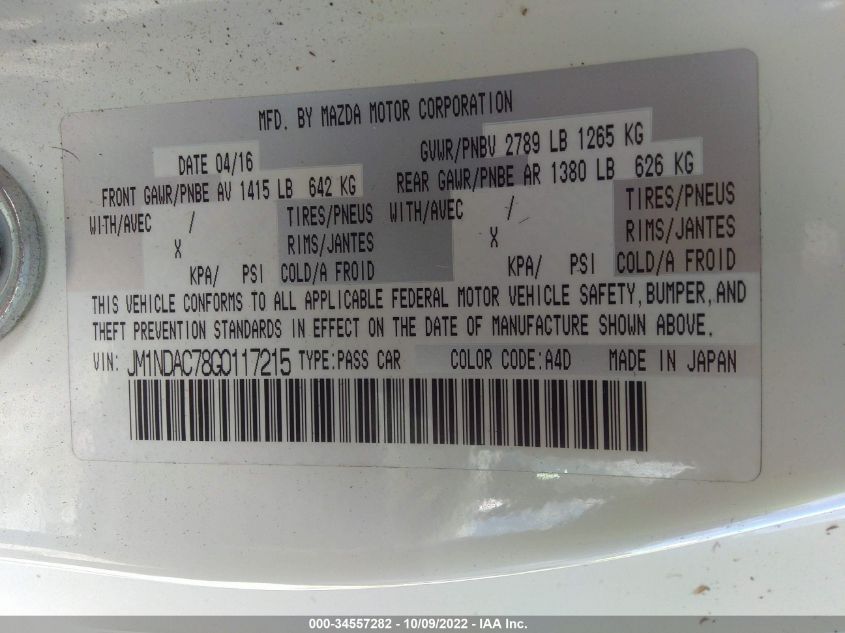 MFD. BY MAZDA MOTOR CORPORATION
DATE 04/16 GVWR/PNBV 2789 LB 1265 KG
FRONT GAWR/PNBE AV 1415 LB 642 KG REAR GAWR/PNBE AR 1380 LB 626 KG
WITH/AVEC / TIRES/PNEUS WITH/AVEC / TIRES/PNEUS
X RIMS/JANTES X RIMS/JANTES
KPA/ PSI COLD/A FROID KPA/ PSI COLD/A FROID
THIS VEHICLE CONFORMS TO ALL APPLICABLE FEDERAL MOTOR VEHICLE SAFETY, BUMPER, AND
THEFT PREVENTION STANDARDS IN EFFECT ON THE DATE OF MANUFACTURE SHOWN ABOVE.
VIN: JM1NDAC78G0117215 TYPE:PASS CAR COLOR CODE:A4D MADE IN JAPAN
000-34557282 - 10/09/2022 - IAA Inc.